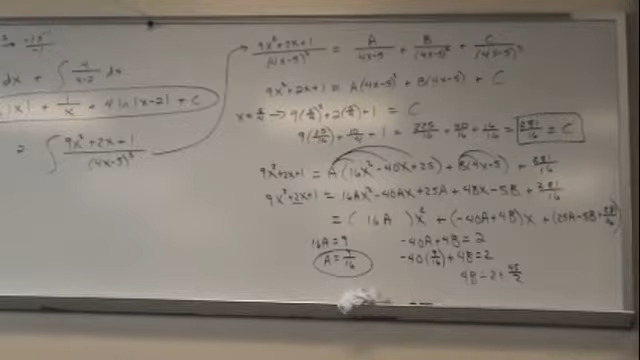 dx + ∫ 4/(x-2) dx
ln|x| + 1/x + 4 ln|x-2| + C
2. ∫ (9x²+2x+1)/(4x-5)³
(9x²+2x+1)/(4x-5)³ = A/(4x-5) + B/(4x-5)² + C/(4x-5)³
9x²+2x+1 = A(4x-5)² + B(4x-5) + C
x=5/4 → 9(5/4)²+2(5/4)+1 = C
9(25/16)+10/4+1 = 225/16 + 40/16 + 16/16 = 281/16 = C
9x²+2x+1 = A(16x²-40x+25) + B(4x-5) + 281/16
9x²+2x+1 = 16Ax²-40Ax+25A+4Bx-5B+281/16
= (16A)x² + (-40A+4B)x + (25A-5B+281/16)
16A=9 -40A+4B=2
A=9/16 -40(9/16)+4B=2
4B=2+45/2